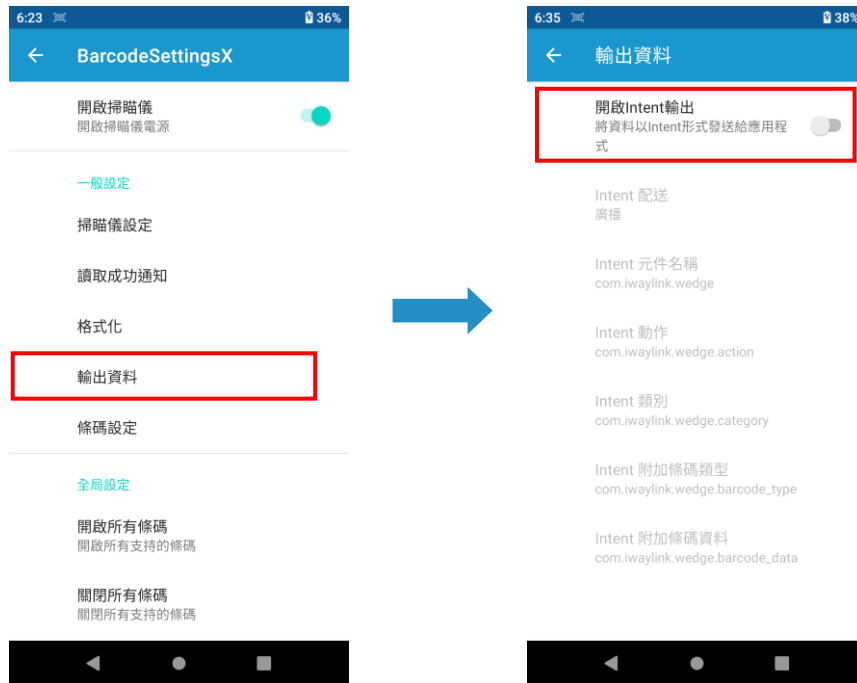 6:23
36%
BarcodeSettingsX
開啟掃瞄儀
開啟掃瞄儀電源
一般設定
掃瞄儀設定
讀取成功通知
格式化
輸出資料
條碼設定
全局設定
開啟所有條碼
開啟所有支持的條碼
關閉所有條碼
關閉所有支持的條碼
6:35
38%
輸出資料
開啟Intent輸出
將資料以Intent形式發送給應用程
式
Intent 配送
廣播
Intent 元件名稱
com.iwaylink.wedge
Intent 動作
com.iwaylink.wedge.action
Intent 類別
com.iwaylink.wedge.category
Intent 附加條碼類型
com.iwaylink.wedge.barcode_type
Intent 附加條碼資料
com.iwaylink.wedge.barcode_data